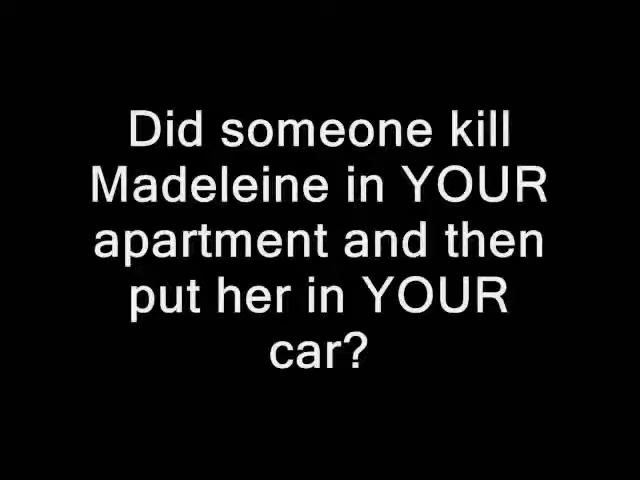 Did someone kill
Madeleine in YOUR
apartment and then
put her in YOUR
car?